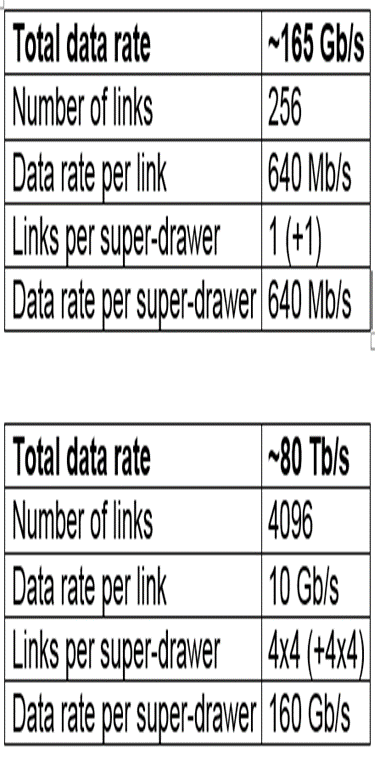 Total data rate ~165 Gb/s
Number of links 256
Data rate per link 640 Mb/s
Links per super-drawer 1 (+1)
Data rate per super-drawer 640 Mb/s
Total data rate ~80 Tb/s
Number of links 4096
Data rate per link 10 Gb/s
Links per super-drawer 4x4 (+4x4)
Data rate per super-drawer 160 Gb/s